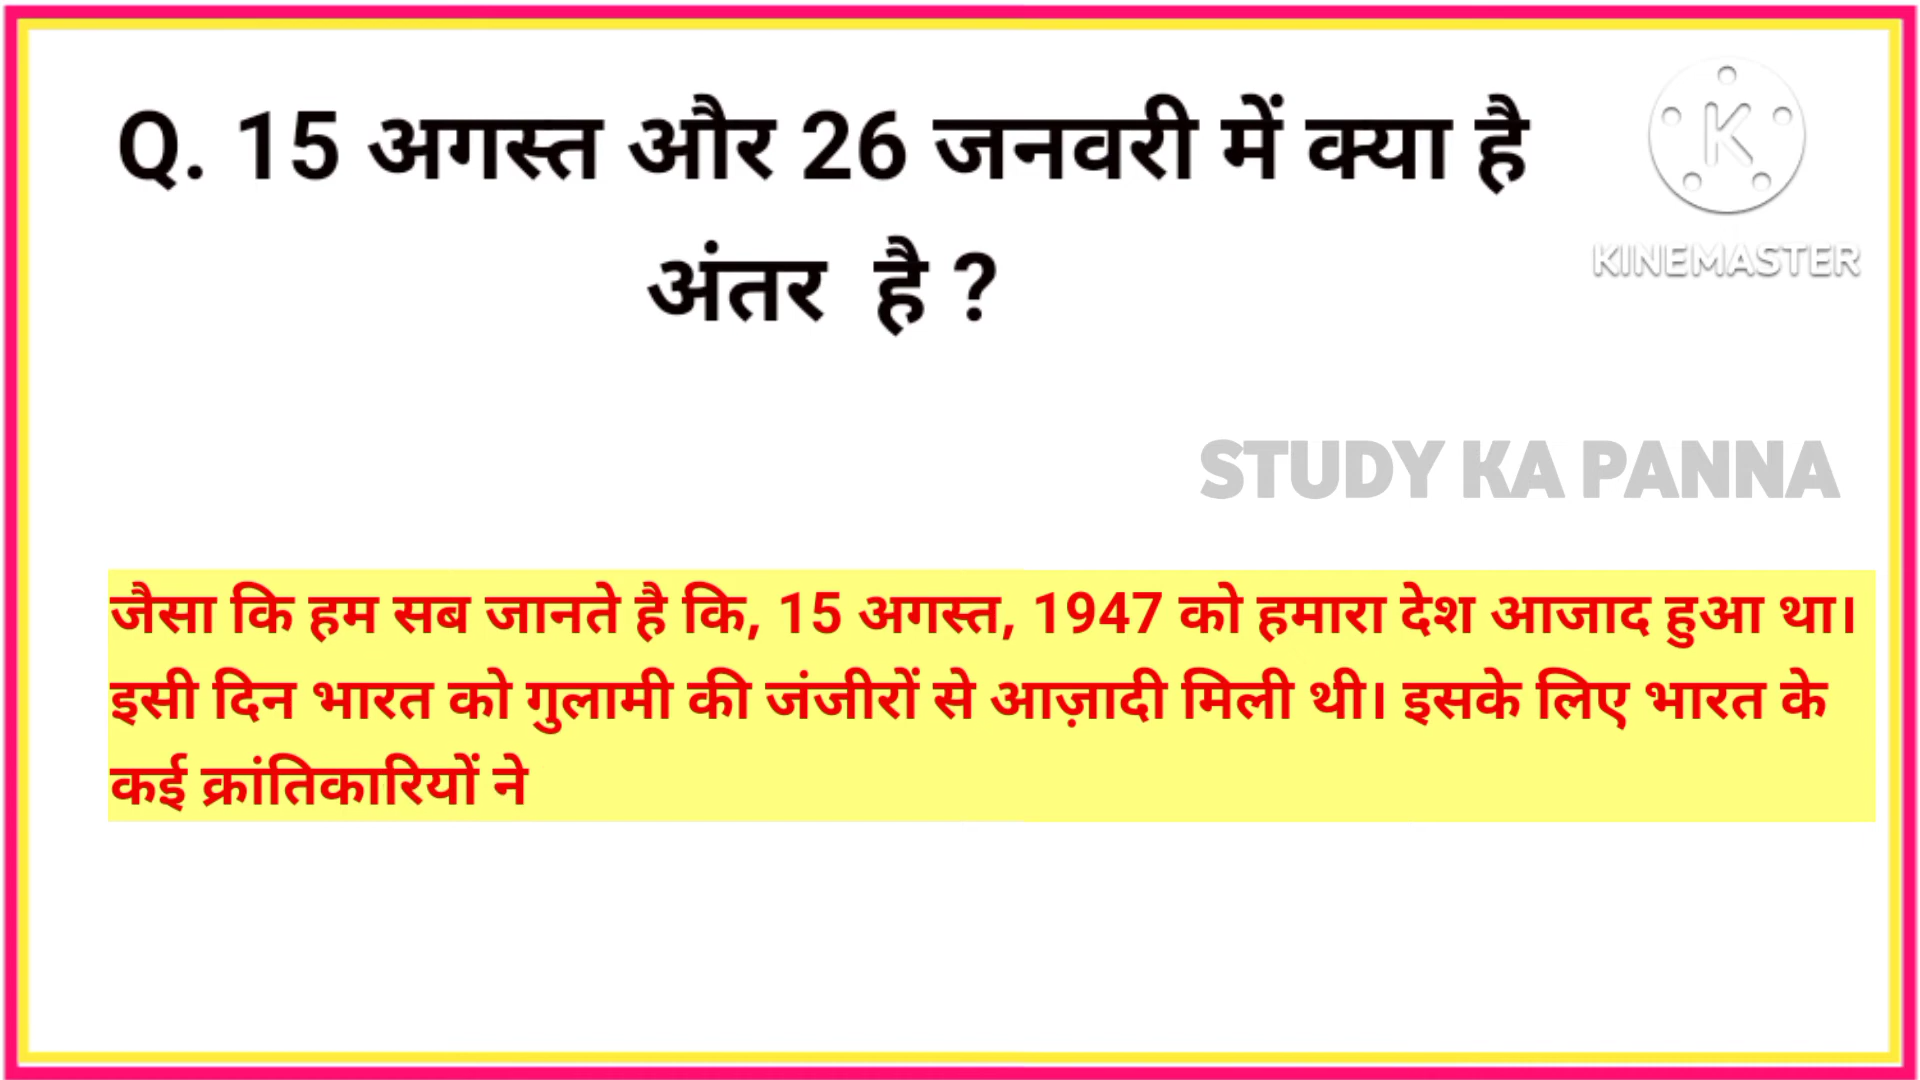 Q. 15 अगस्त और 26 जनवरी में क्या है
अंतर है ?
KINEMASTER
STUDY KA PANNA
जैसा कि हम सब जानते है कि, 15 अगस्त, 1947 को हमारा देश आजाद हुआ था।
इसी दिन भारत को गुलामी की जंजीरों से आज़ादी मिली थी। इसके लिए भारत के
कई क्रांतिकारियों ने